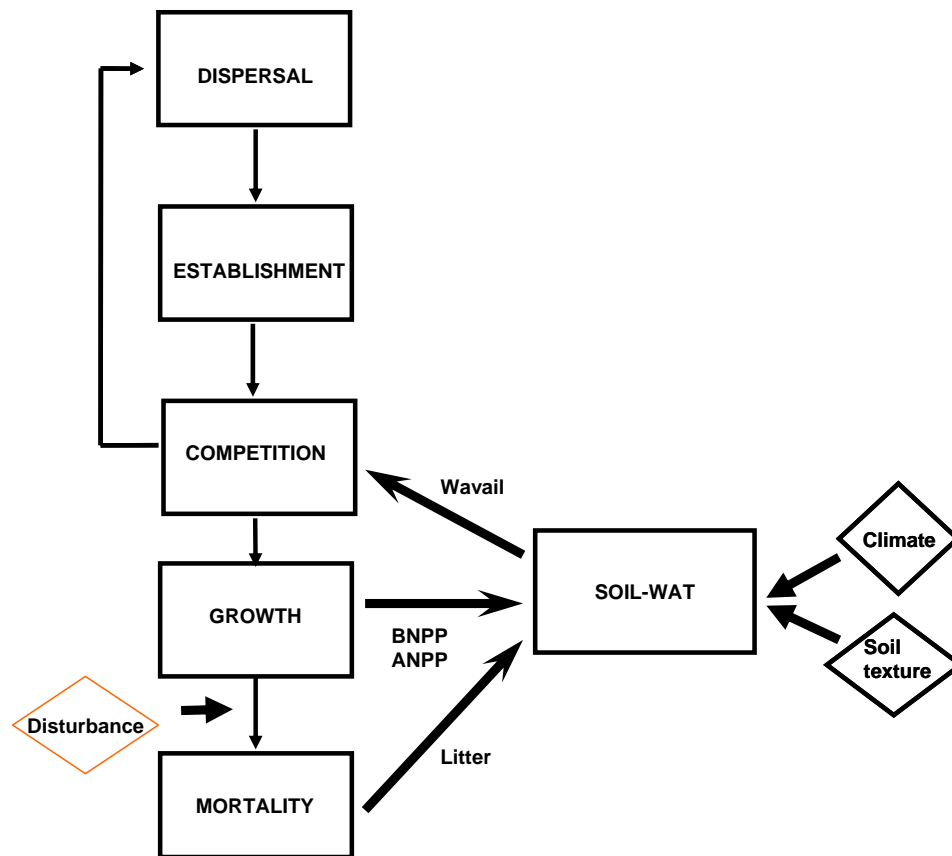 DISPERSAL
ESTABLISHMENT
COMPETITION
Wavail
Climate
SOIL-WAT
GROWTH
BNPP
ANPP
Soil
texture
Disturbance
Litter
MORTALITY